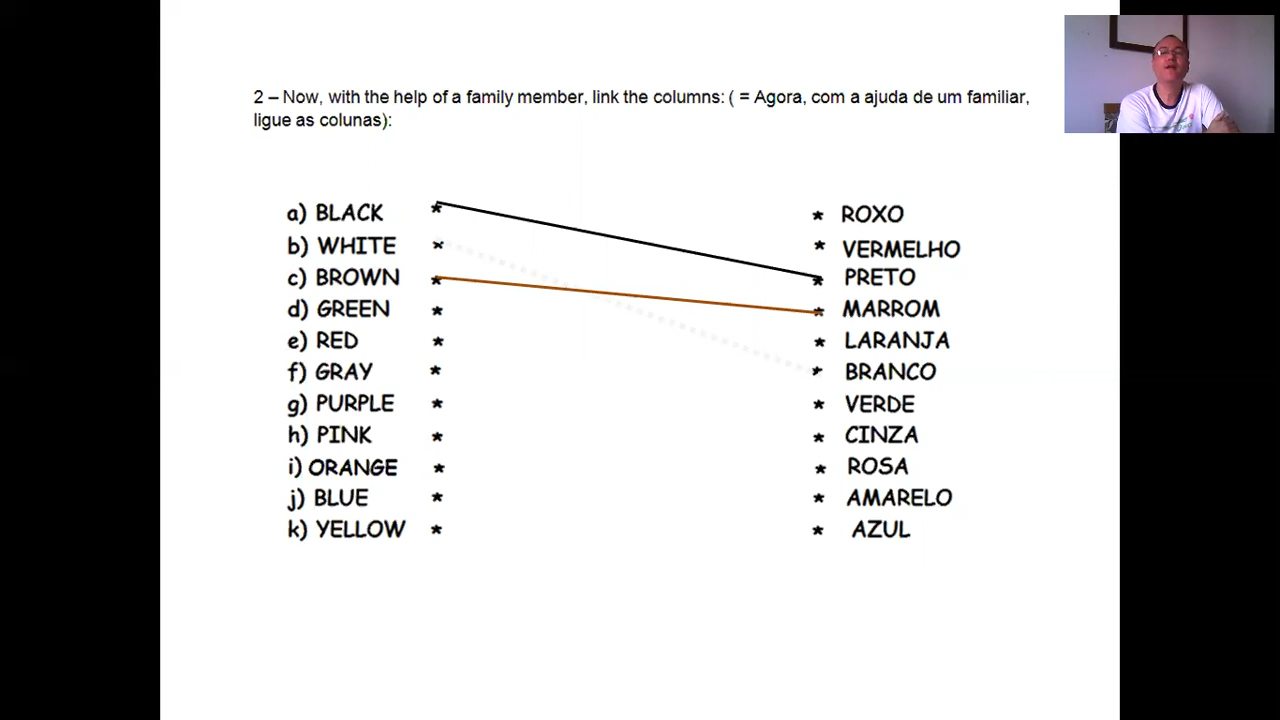 2 – Now, with the help of a family member, link the columns: ( = Agora, com a ajuda de um familiar,
ligue as colunas):
a) BLACK * * ROXO
b) WHITE * * VERMELHO
c) BROWN * * PRETO
d) GREEN * * MARROM
e) RED * * LARANJA
f) GRAY * * BRANCO
g) PURPLE * * VERDE
h) PINK * * CINZA
i) ORANGE * * ROSA
j) BLUE * * AMARELO
k) YELLOW * * AZUL